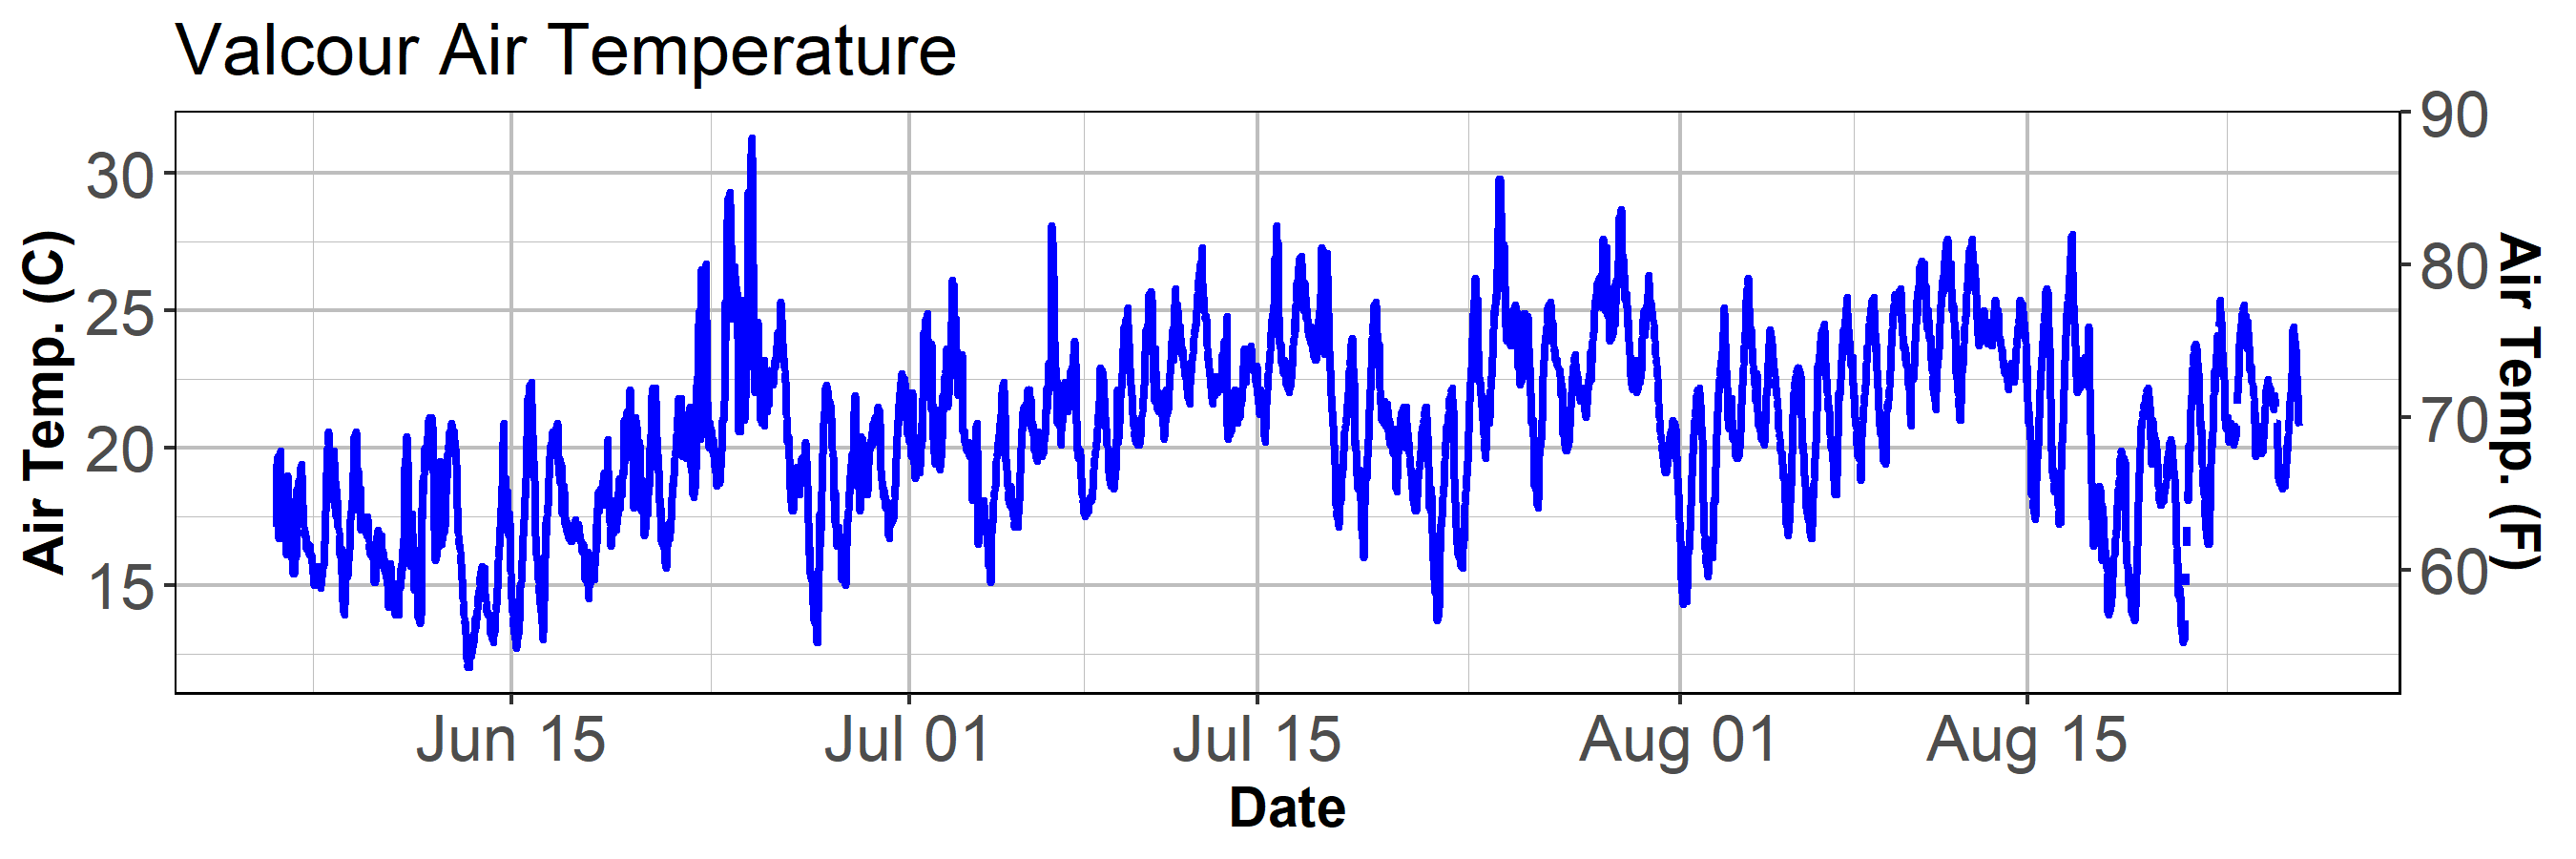 Valcour Air Temperature
Air Temp. (C)
30
25
20
15
90
80
70
60
Air Temp. (F)
Jun 15 Jul 01 Jul 15 Aug 01 Aug 15
Date